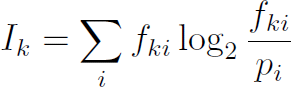 I_k = \sum_i f_{ki} \log_2 \frac{f_{ki}}{p_i}